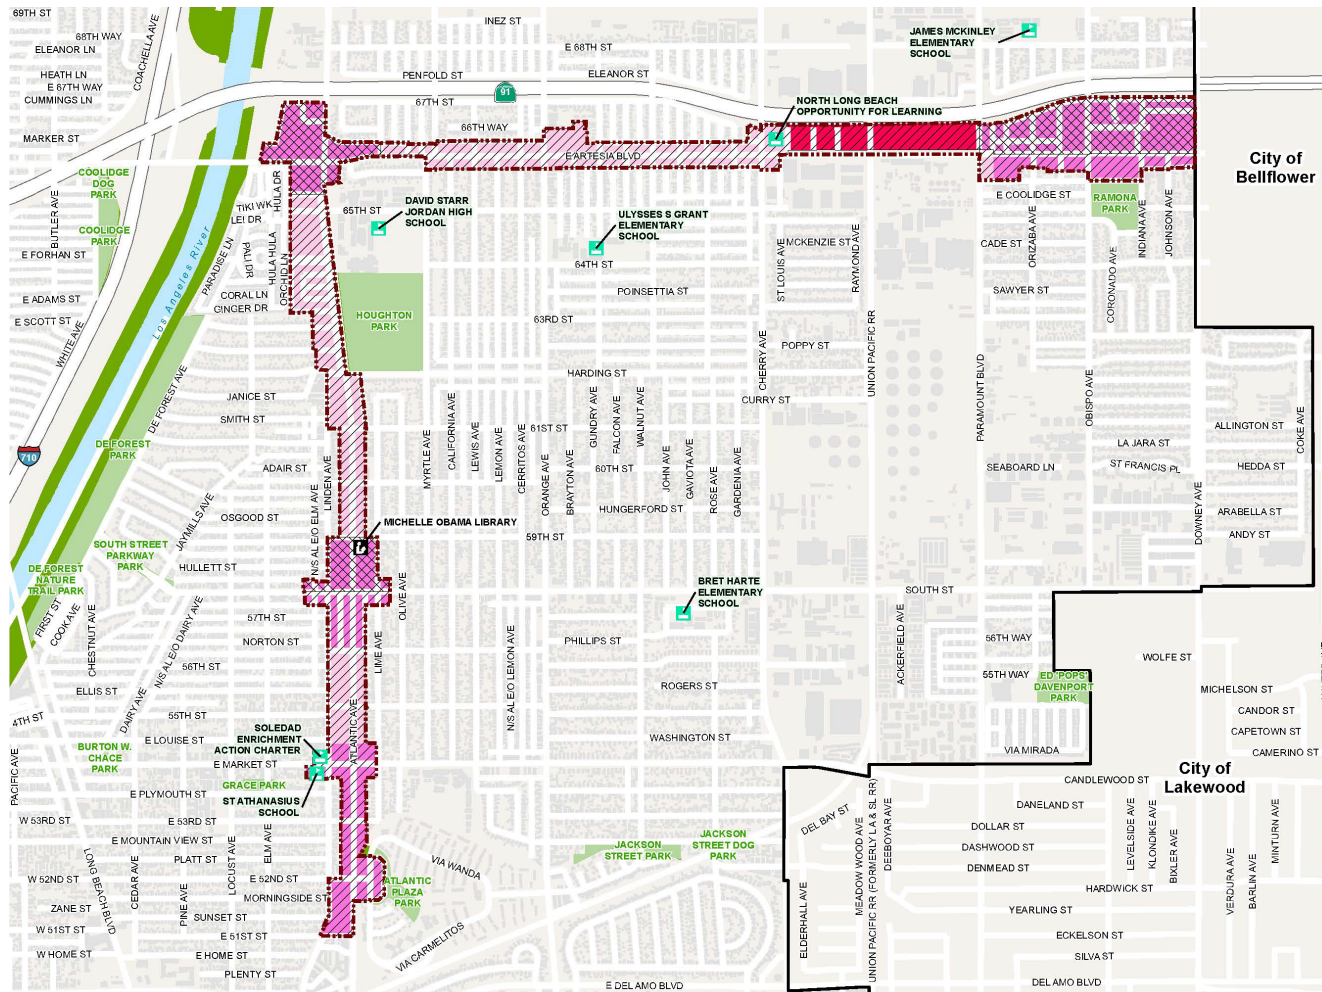 69TH ST
68TH WAY
ELEANOR LN
HEATH LN
E 67TH WAY
CUMMINGS LN
COACHELLA AVE
MARKER ST
INEZ ST
E 68TH ST
PENFOLD ST
ELEANOR ST
91
67TH ST
66TH WAY
E ARTESIA BLVD
JAMES MCKINLEY
ELEMENTARY
SCHOOL
NORTH LONG BEACH
OPPORTUNITY FOR LEARNING
City of
Bellflower
COOLIDGE
DOG
PARK
COOLIDGE
PARK
BUTLER AVE
E FORHAN ST
E ADAMS ST
E SCOTT ST
WHITE AVE
Los Angeles River
PARADISE LN
HULA DR
TIKI WK
LEI DR
PALI DR
HULA HULA
ORCHID LN
CORAL LN
GINGER DR
65TH ST
DAVID STARR
JORDAN HIGH
SCHOOL
ULYSSES S GRANT
ELEMENTARY
SCHOOL
64TH ST
POINSETTIA ST
63RD ST
HARDING ST
HOUGHTON
PARK
ST LOUIS AVE
MCKENZIE ST
RAYMOND AVE
POPPY ST
CHERRY AVE
CURRY ST
UNION PACIFIC RR
PARAMOUNT BLVD
E COOLIDGE ST
CADE ST
ORIZABA AVE
SAWYER ST
RAMONA
PARK
CORONADO AVE
INDIANA AVE
JOHNSON AVE
OBISPO AVE
LA JARA ST
ST FRANCIS PL
SEABOARD LN
DOWNEY AVE
ALLINGTON ST
HEDDA ST
ARABELLA ST
ANDY ST
COKE AVE
710
DE FOREST AVE
DE FOREST
PARK
JANICE ST
SMITH ST
ADAIR ST
LINDEN AVE
N/S AL E/O ELM AVE
OSGOOD ST
JAYMILLS AVE
HULLETT ST
SOUTH STREET
PARKWAY
PARK
DE FOREST
NATURE
TRAIL PARK
MYRTLE AVE
CALIFORNIA AVE
LEWIS AVE
LEMON AVE
CERRITOS AVE
ORANGE AVE
BRAYTON AVE
GUNDRY AVE
FALCON AVE
WALNUT AVE
JOHN AVE
GAVIOTA AVE
ROSE AVE
GARDENIA AVE
61ST ST
60TH ST
HUNGERFORD ST
59TH ST
MICHELLE OBAMA LIBRARY
OLIVE AVE
LIME AVE
FIRST ST
COOK AVE
CHESTNUT AVE
N/S AL E/O DAIRY AVE
57TH ST
NORTON ST
56TH ST
ELLIS ST
DAIRY AVE
4TH ST
55TH ST
E LOUISE ST
E MARKET ST
BURTON W.
CHACE
PARK
PACIFIC AVE
SOLEDAD
ENRICHMENT
ACTION CHARTER
GRACE PARK
ST ATHANASIUS
SCHOOL
ATLANTIC AVE
N/S AL E/O LEMON AVE
BRET HARTE
ELEMENTARY
SCHOOL
PHILLIPS ST
ROGERS ST
WASHINGTON ST
SOUTH ST
ACKERFIELD AVE
56TH WAY
55TH WAY
ED 'POPS'
DAVENPORT
PARK
VIA MIRADA
WOLFE ST
MICHELSON ST
CANDOR ST
CAPETOWN ST
CAMERINO ST
City of
Lakewood
E PLYMOUTH ST
W 53RD ST
E 53RD ST
E MOUNTAIN VIEW ST
PLATT ST
LONG BEACH BLVD
CEDAR AVE
PINE AVE
LOCUST AVE
ELM AVE
W 52ND ST
E 52ND ST
MORNINGSIDE ST
ZANE ST
SUNSET ST
W 51ST ST
E 51ST ST
W HOME ST
E HOME ST
PLENTY ST
ATLANTIC
PLAZA
PARK
VIA WANDA
VIA CARMELITOS
JACKSON
STREET PARK
JACKSON
STREET DOG
PARK
E DEL AMO BLVD
DEL BAY ST
ELDERHALL AVE
MEADOW WOOD AVE
UNION PACIFIC RR (FORMERLY L A & SL RR)
DEEBOYAR AVE
CANDLEWOOD ST
DANELAND ST
DOLLAR ST
DASHWOOD ST
DENMEAD ST
HARDWICK ST
YEARLING ST
ECKELSON ST
SILVA ST
DEL AMO BLVD
LEVELSIDE AVE
KLONDIKE AVE
BIXLER AVE
VERDURA AVE
BARLIN AVE
MINTURN AVE